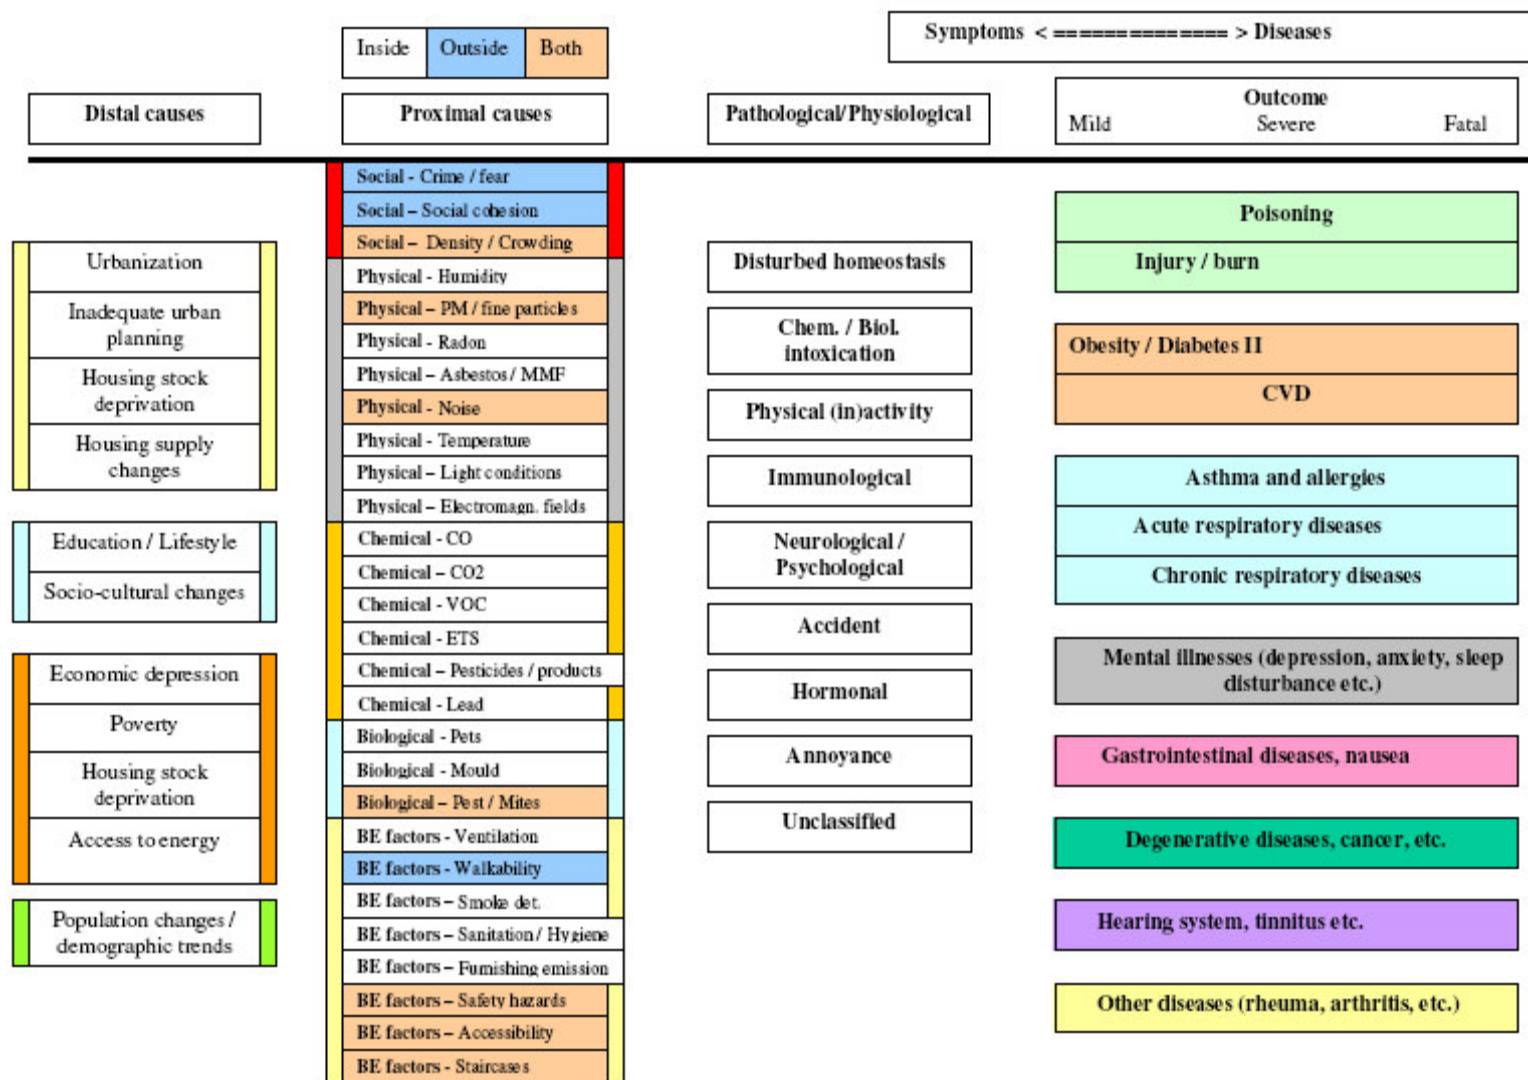 Symptoms < ============== > Diseases
Inside Outside Both
Distal causes
Proximal causes
Pathological/Physiological
Outcome
Mild Severe Fatal
Urbanization
Inadequate urban
planning
Housing stock
deprivation
Housing supply
changes
Education / Lifestyle
Socio-cultural changes
Economic depression
Poverty
Housing stock
deprivation
Access to energy
Population changes /
demographic trends
Social - Crime / fear
Social – Social cohesion
Social – Density / Crowding
Physical - Humidity
Physical – PM / fine particles
Physical - Radon
Physical – Asbestos / MMF
Physical - Noise
Physical - Temperature
Physical – Light conditions
Physical – Electromagn. fields
Chemical - CO
Chemical – CO2
Chemical - VOC
Chemical - ETS
Chemical – Pesticides / products
Chemical - Lead
Biological - Pets
Biological - Mould
Biological – Pest / Mites
BE factors - Ventilation
BE factors - Walkability
BE factors – Smoke det.
BE factors – Sanitation / Hygiene
BE factors – Furnishing emission
BE factors – Safety hazards
BE factors – Accessibility
BE factors - Staircases
Disturbed homeostasis
Chem. / Biol.
intoxication
Physical (in)activity
Immunological
Neurological /
Psychological
Accident
Hormonal
Annoyance
Unclassified
Poisoning
Injury / burn
Obesity / Diabetes II
CVD
Asthma and allergies
Acute respiratory diseases
Chronic respiratory diseases
Mental illnesses (depression, anxiety, sleep
disturbance etc.)
Gastrointestinal diseases, nausea
Degenerative diseases, cancer, etc.
Hearing system, tinnitus etc.
Other diseases (rheuma, arthritis, etc.)